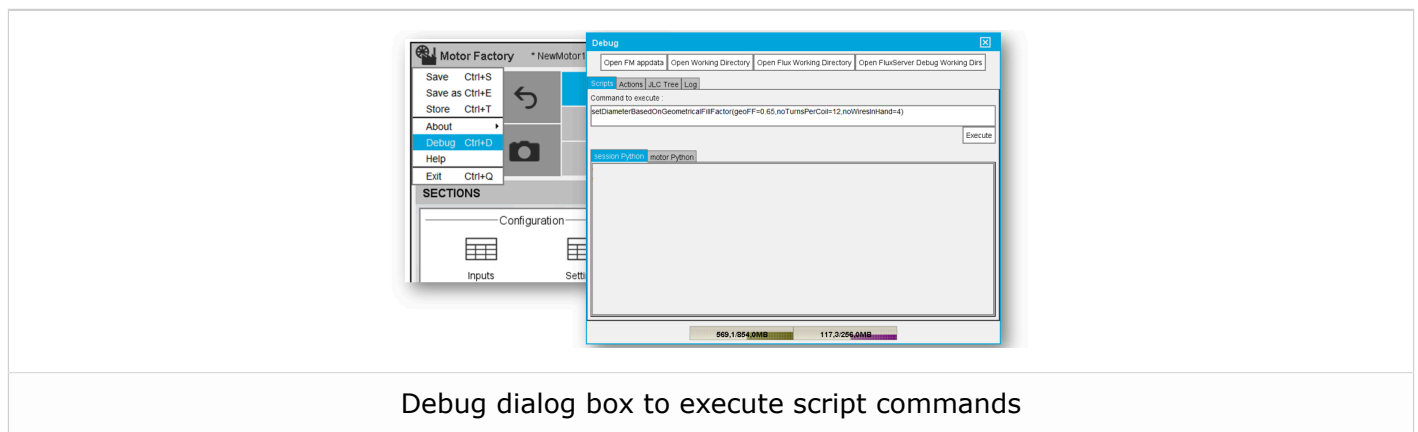 Motor Factory * NewMotor1
Save Ctrl+S
Save as Ctrl+E
Store Ctrl+T
About
Debug Ctrl+D
Help
Exit Ctrl+Q
SECTIONS
Configuration
Inputs Setti
Debug
Open FM appdata Open Working Directory Open Flux Working Directory Open FluxServer Debug Working Dirs
Scripts Actions JLC Tree Log
Command to execute :
setDiameterBasedOnGeometricalFillFactor(geoFF=0.65,noTurnsPerCoil=12,noWiresInHand=4)
Execute
session Python motor Python
569,1/854,0MB 117,3/256,0MB
Debug dialog box to execute script commands